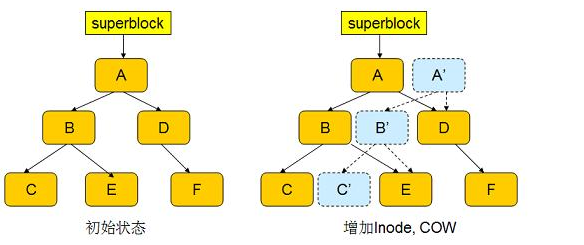 superblock
A
B
D
C
E
F
初始状态
superblock
A
A'
B
B'
D
C
C'
E
F
增加Inode, COW